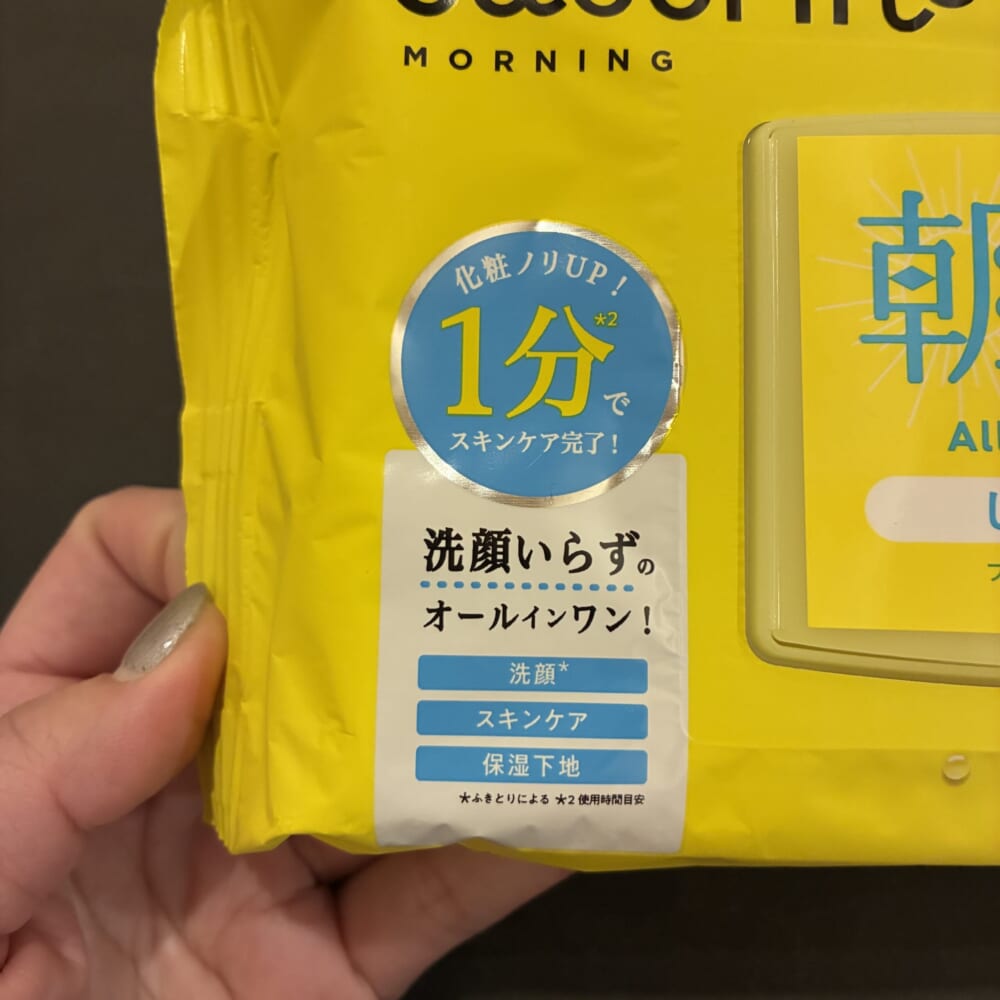 MORNING
化粧ノリUP!
1分*2で
スキンケア完了!
洗顔いらずの
オールインワン!
洗顔*
スキンケア
保湿下地
*ふきとりによる *2 使用時間目安
朝
All